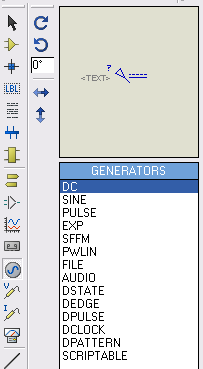 LBL
0°
?
<TEXT>
GENERATORS
DC
SINE
PULSE
EXP
SFFM
PWLIN
FILE
AUDIO
DSTATE
DEDGE
DPULSE
DCLOCK
DPATTERN
SCRIPTABLE
V
I